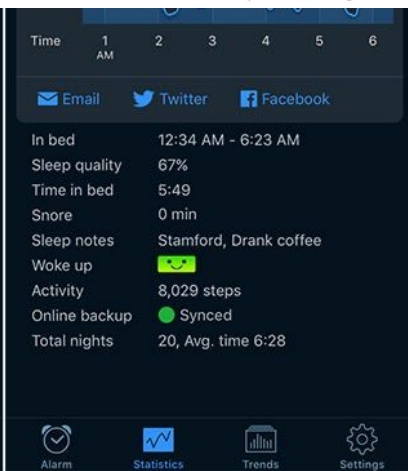 Time 1 AM 2 3 4 5 6
Email Twitter Facebook
In bed 12:34 AM - 6:23 AM
Sleep quality 67%
Time in bed 5:49
Snore 0 min
Sleep notes Stamford, Drank coffee
Woke up
Activity 8,029 steps
Online backup Synced
Total nights 20, Avg. time 6:28
Alarm Statistics Trends Settings